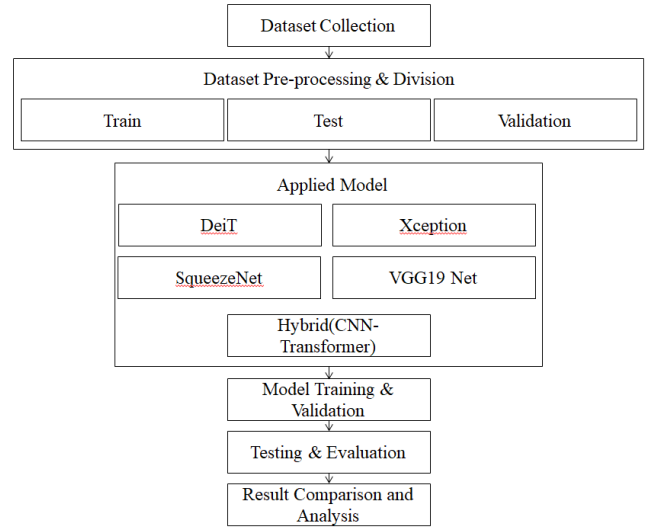 Dataset Collection
Dataset Pre-processing & Division
Train
Test
Validation
Applied Model
DeiT
Xception
SqueezeNet
VGG19 Net
Hybrid(CNN-
Transformer)
Model Training &
Validation
Testing & Evaluation
Result Comparison and
Analysis